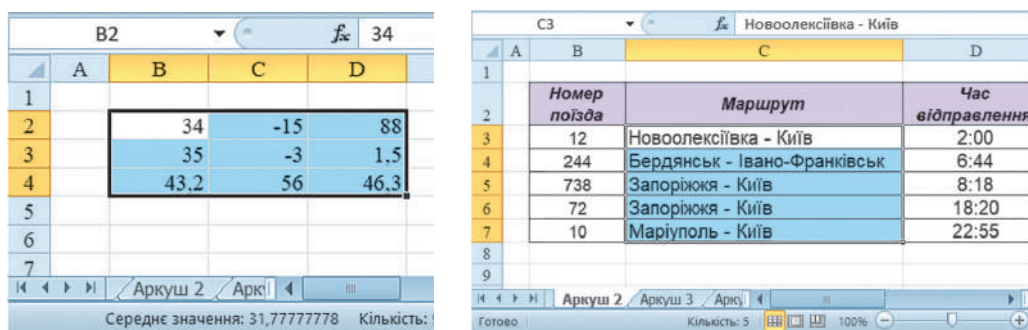 B2 fx 34
A B C D
1
2 34 -15 88
3 35 -3 1,5
4 43,2 56 46,3
5
6
7
Аркуш 2 Арк
Середнє значення: 31,77777778 Кількість:
C3 fx Новоолексіївка - Київ
A B C D
1
2 Номер поїзда Маршрут Час відправлення
3 12 Новоолексіївка - Київ 2:00
4 244 Бердянськ - Івано-Франківськ 6:44
5 738 Запоріжжя - Київ 8:18
6 72 Запоріжжя - Київ 18:20
7 10 Маріуполь - Київ 22:55
8
9
Аркуш 2 Аркуш 3 Арку
Готово Кількість: 5 100%